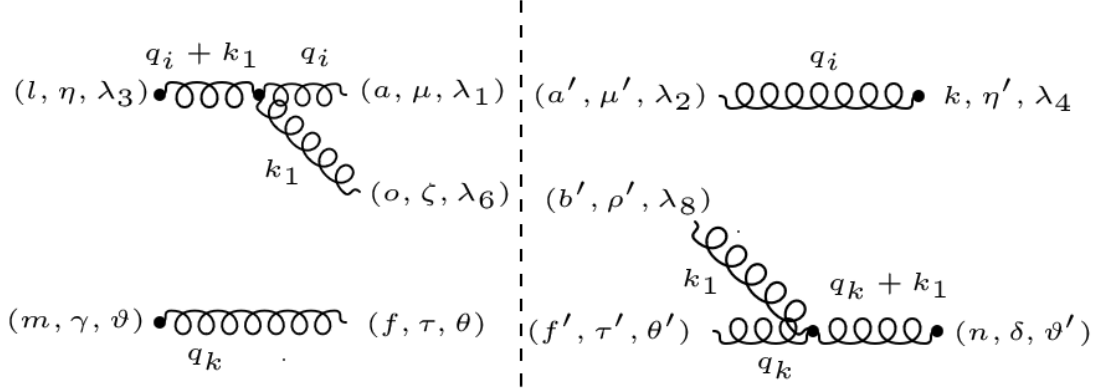 q_i + k_1 q_i q_i
(l, η, λ_3) (a, μ, λ_1) (a′, μ′, λ_2) k, η′, λ_4
k_1
(o, ζ, λ_6) (b′, ρ′, λ_8)
k_1 q_k + k_1
(m, γ, ϑ) (f, τ, θ) (f′, τ′, θ′) (n, δ, ϑ′)
q_k q_k